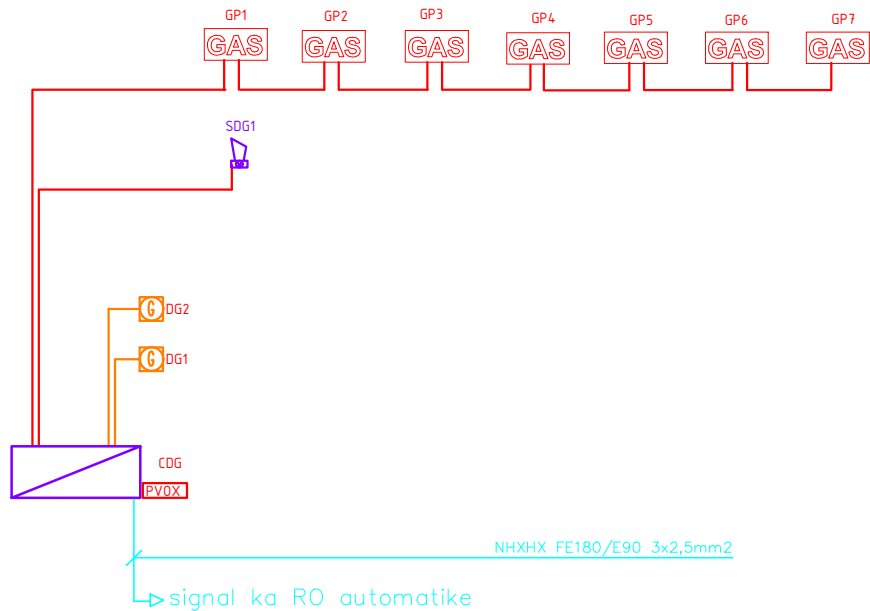 GP1 GP2 GP3 GP4 GP5 GP6 GP7
GAS GAS GAS GAS GAS GAS GAS
SDG1
G DG2
G DG1
CDG
PVOX
NHXHX FE180/E90 3x2,5mm2
signal ka RO automatike